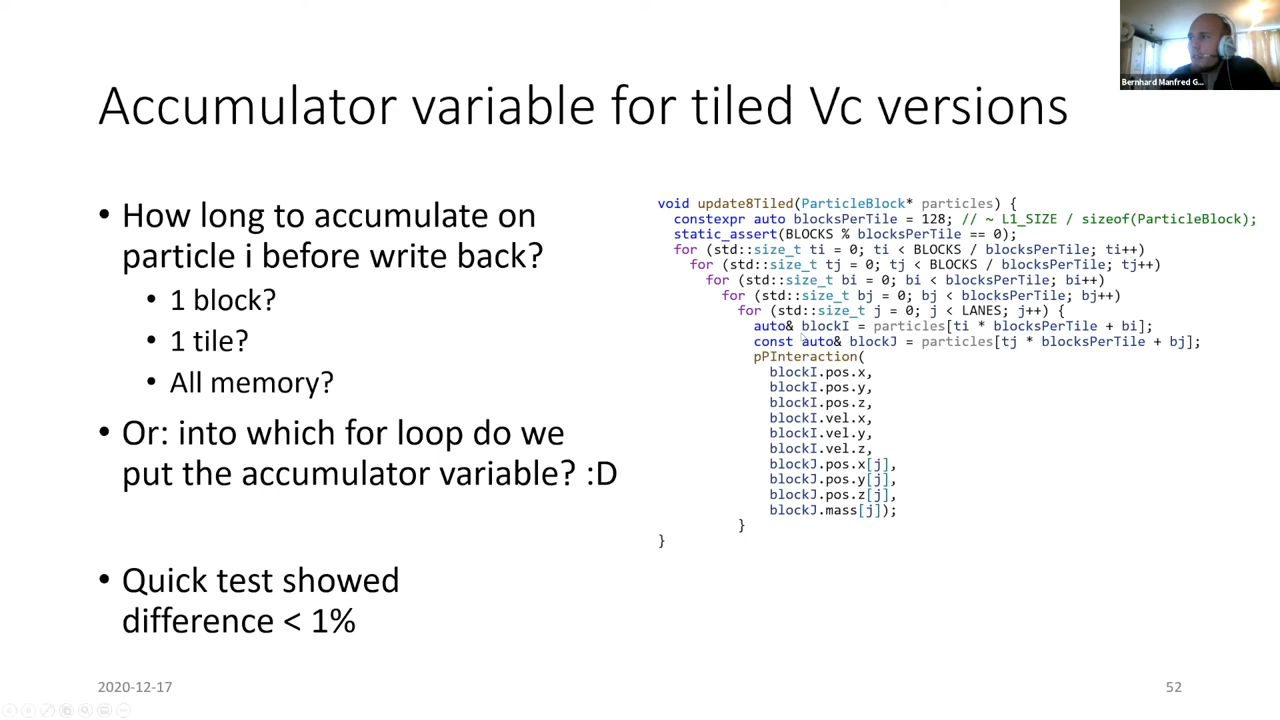 Bernhard Manfred G...
Accumulator variable for tiled Vc versions
• How long to accumulate on
particle i before write back?
• 1 block?
• 1 tile?
• All memory?
• Or: into which for loop do we
put the accumulator variable? :D
• Quick test showed
difference < 1%
void update8Tiled(ParticleBlock* particles) {
constexpr auto blocksPerTile = 128; // ~ L1_SIZE / sizeof(ParticleBlock);
static_assert(BLOCKS % blocksPerTile == 0);
for (std::size_t ti = 0; ti < BLOCKS / blocksPerTile; ti++)
for (std::size_t tj = 0; tj < BLOCKS / blocksPerTile; tj++)
for (std::size_t bi = 0; bi < blocksPerTile; bi++)
for (std::size_t bj = 0; bj < blocksPerTile; bj++)
for (std::size_t j = 0; j < LANES; j++) {
auto& blockI = particles[ti * blocksPerTile + bi];
const auto& blockJ = particles[tj * blocksPerTile + bj];
pPInteraction(
blockI.pos.x,
blockI.pos.y,
blockI.pos.z,
blockI.vel.x,
blockI.vel.y,
blockI.vel.z,
blockJ.pos.x[j],
blockJ.pos.y[j],
blockJ.pos.z[j],
blockJ.mass[j]);
}
}
2020-12-17
52